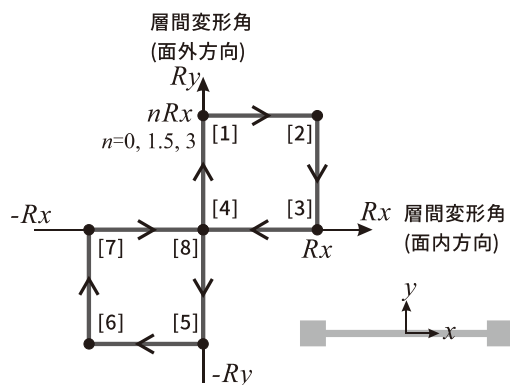 層間変形角
(面外方向)
Ry
nRx
n=0, 1.5, 3
[1]
[2]
[4]
[3]
-Rx
Rx
層間変形角
(面内方向)
[7]
[8]
Rx
[6]
[5]
-Ry
y
x